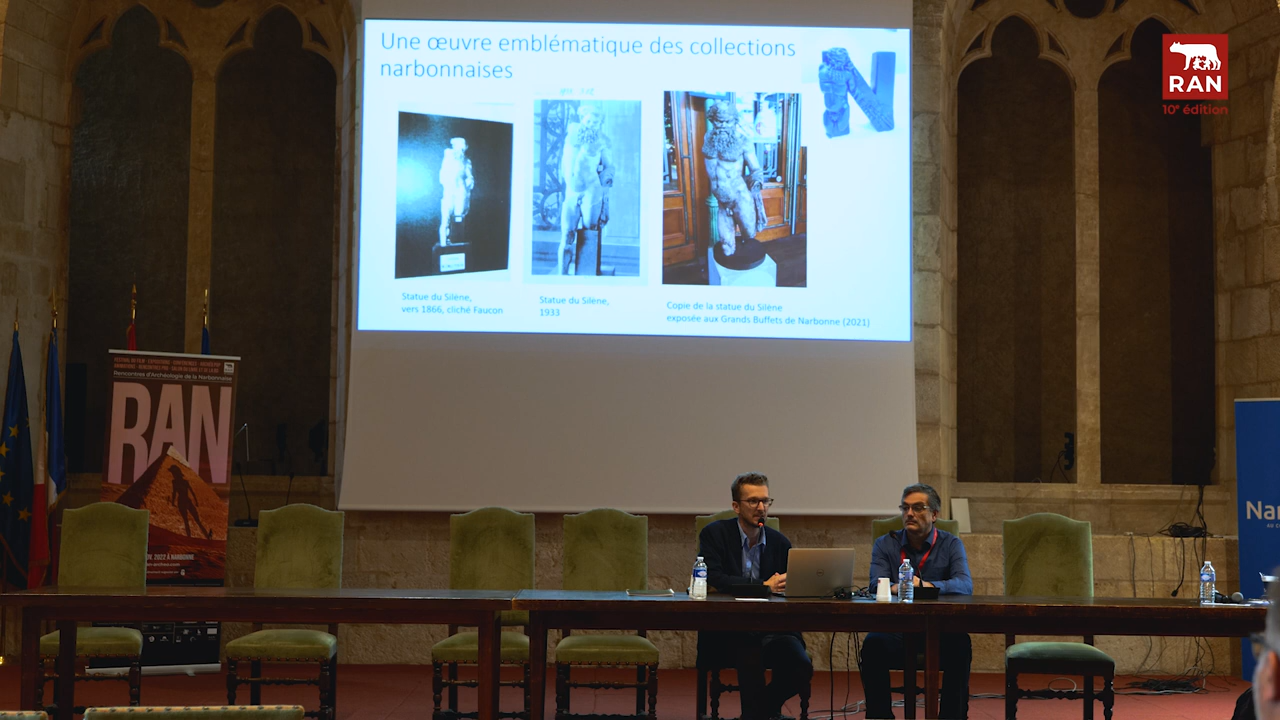 Une œuvre emblématique des collections
narbonnaises
Statue du Silène,
vers 1866, cliché Faucon
Statue du Silène,
1933
Copie de la statue du Silène
exposée aux Grands Buffets de Narbonne (2021)
RAN
10e édition
Rencontres d'Archéologie de la Narbonnaise
RAN
2022 À NARBONNE